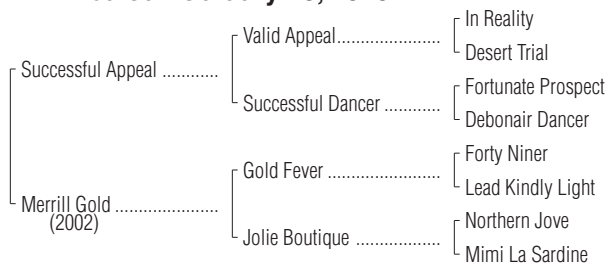 In Reality
Valid Appeal
Desert Trial
Successful Appeal
Fortunate Prospect
Successful Dancer
Debonair Dancer
Forty Niner
Gold Fever
Lead Kindly Light
Merrill Gold
(2002)
Northern Jove
Jolie Boutique
Mimi La Sardine